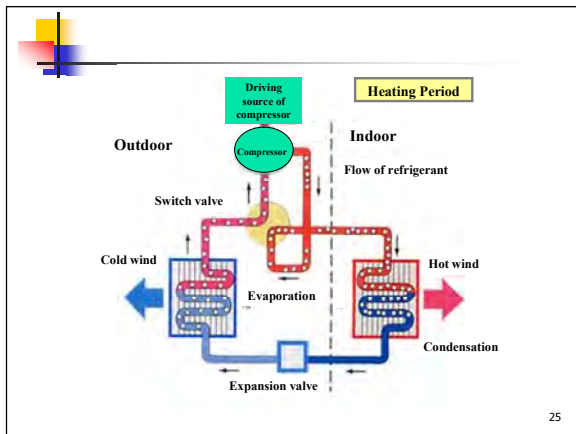 Driving
source of
compressor
Heating Period
Outdoor
Indoor
Compressor
Flow of refrigerant
Switch valve
Cold wind
Hot wind
Evaporation
Condensation
Expansion valve
25